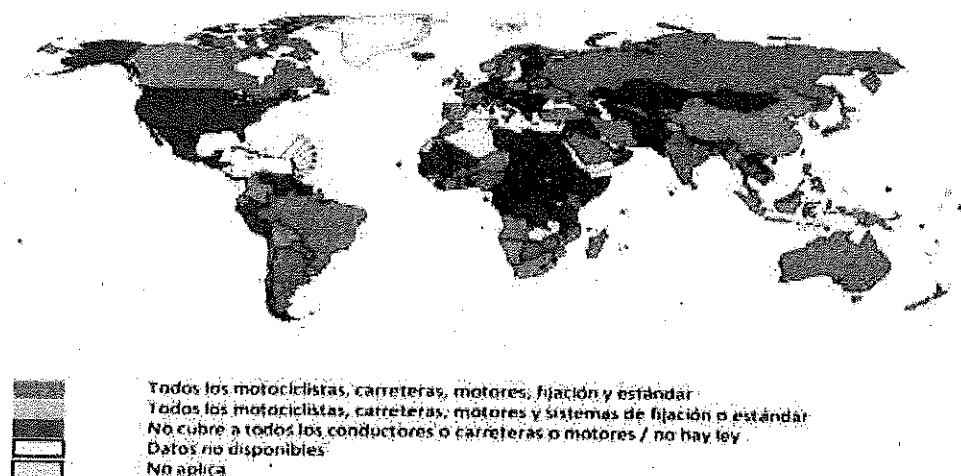 Todos los motociclistas, carreteras, motores, fijación y estándar
Todos los motociclistas, carreteras, motores y sistemas de fijación o estándar
No cubre a todos los conductores o carreteras o motores / no hay ley
Datos no disponibles
No aplica